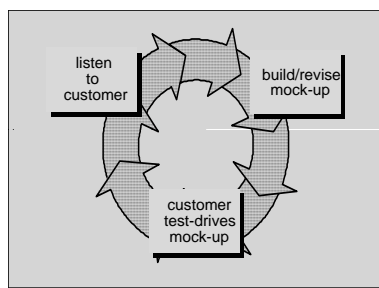 listen
to
customer
build/revise
mock-up
customer
test-drives
mock-up